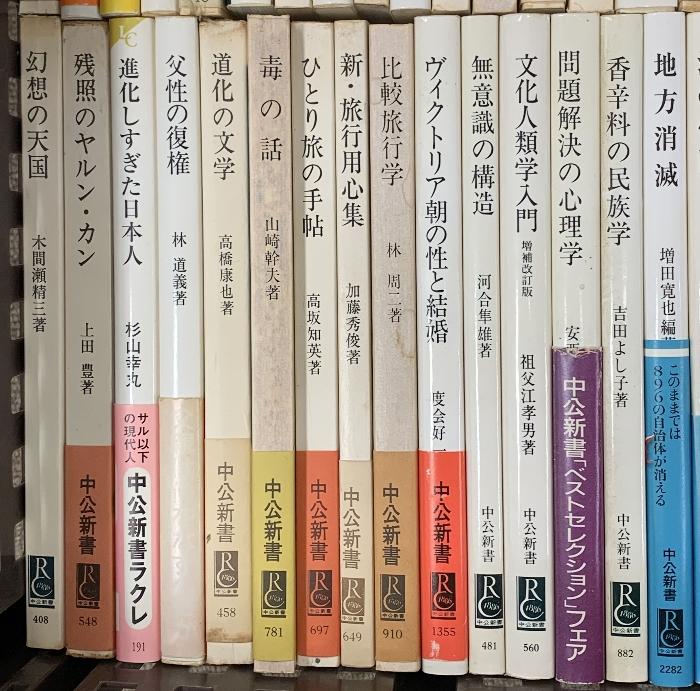 幻想の天国
木間瀬精三著
408
残照のヤルン・カン
上田 豊著
中公新書
548
進化しすぎた日本人
杉山幸丸
サル以下
の現代人
中公新書ラクレ
191
父性の復権
林 道義著
道化の文学
高橋康也著
中公新書
458
毒の話
山崎幹夫著
中公新書
781
ひとり旅の手帖
高坂知英著
中公新書
697
新・旅行用心集
加藤秀俊著
中公新書
649
比較旅行学
林 周二著
中公新書
910
ヴィクトリア朝の性と結婚
度会好一
中公新書
1355
無意識の構造
河合隼雄著
中公新書
481
文化人類学入門
増補改訂版
祖父江孝男著
中公新書
560
問題解決の心理学
安西
中公新書「ベストセレクション」フェア
香辛料の民族学
吉田よし子著
中公新書
882
地方消滅
増田寛也編著
このままでは
896の自治体が消える
中公新書
2282